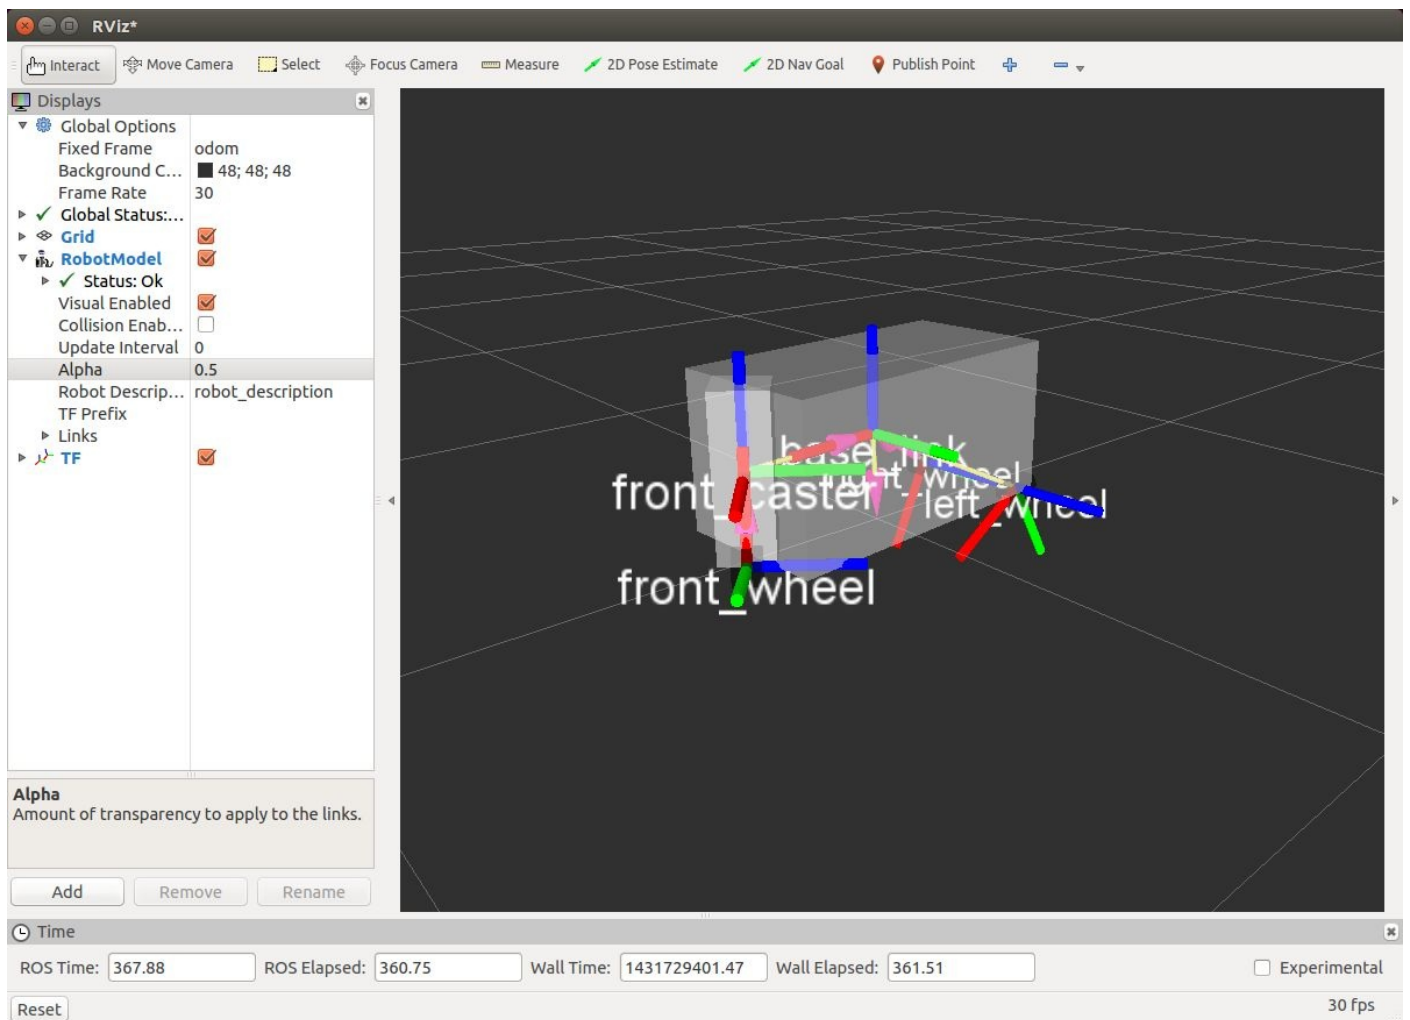 RViz*
Interact Move Camera Select Focus Camera Measure 2D Pose Estimate 2D Nav Goal Publish Point
Displays
Global Options
Fixed Frame odom
Background C... 48; 48; 48
Frame Rate 30
Global Status:...
Grid
RobotModel
Status: Ok
Visual Enabled
Collision Enab...
Update Interval 0
Alpha 0.5
Robot Descrip... robot_description
TF Prefix
Links
TF
base_link
right_wheel
front_caster
left_wheel
front_wheel
Alpha
Amount of transparency to apply to the links.
Add Remove Rename
Time
ROS Time: 367.88 ROS Elapsed: 360.75 Wall Time: 1431729401.47 Wall Elapsed: 361.51 Experimental
Reset 30 fps